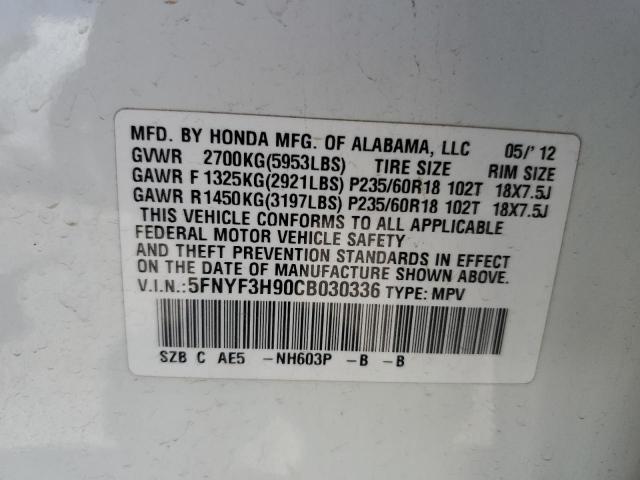 MFD. BY HONDA MFG. OF ALABAMA, LLC 05/' 12
GVWR 2700KG(5953LBS) TIRE SIZE RIM SIZE
GAWR F 1325KG(2921LBS) P235/60R18 102T 18X7.5J
GAWR R1450KG(3197LBS) P235/60R18 102T 18X7.5J
THIS VEHICLE CONFORMS TO ALL APPLICABLE
FEDERAL MOTOR VEHICLE SAFETY
AND THEFT PREVENTION STANDARDS IN EFFECT
ON THE DATE OF MANUFACTURE SHOWN ABOVE.
V.I.N.:5FNYF3H90CB030336 TYPE: MPV
SZB C AE5 -NH603P -B -B